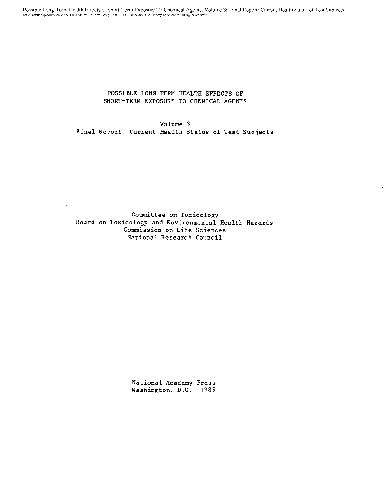 POSSIBLE LONG-TERM HEALTH EFFECTS OF
SHORT-TERM EXPOSURE TO CHEMICAL AGENTS
Volume 3
Final Report: Current Health Status of Test Subjects
Committee on Toxicology
Board on Toxicology and Environmental Health Hazards
Commission on Life Sciences
National Research Council
National Academy Press
Washington, D.C. 1985